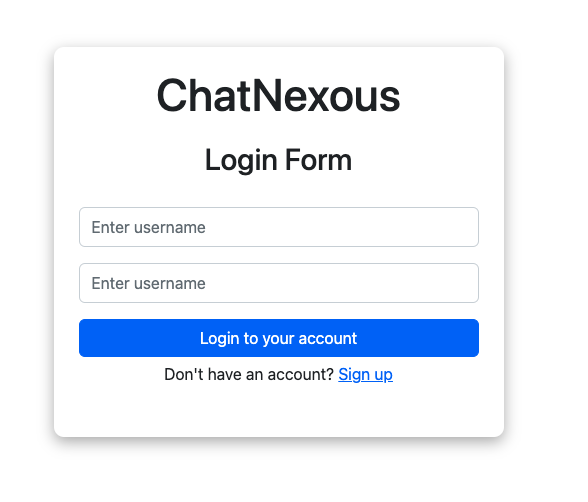 ChatNexous
Login Form
Enter username
Enter username
Login to your account
Don't have an account? Sign up